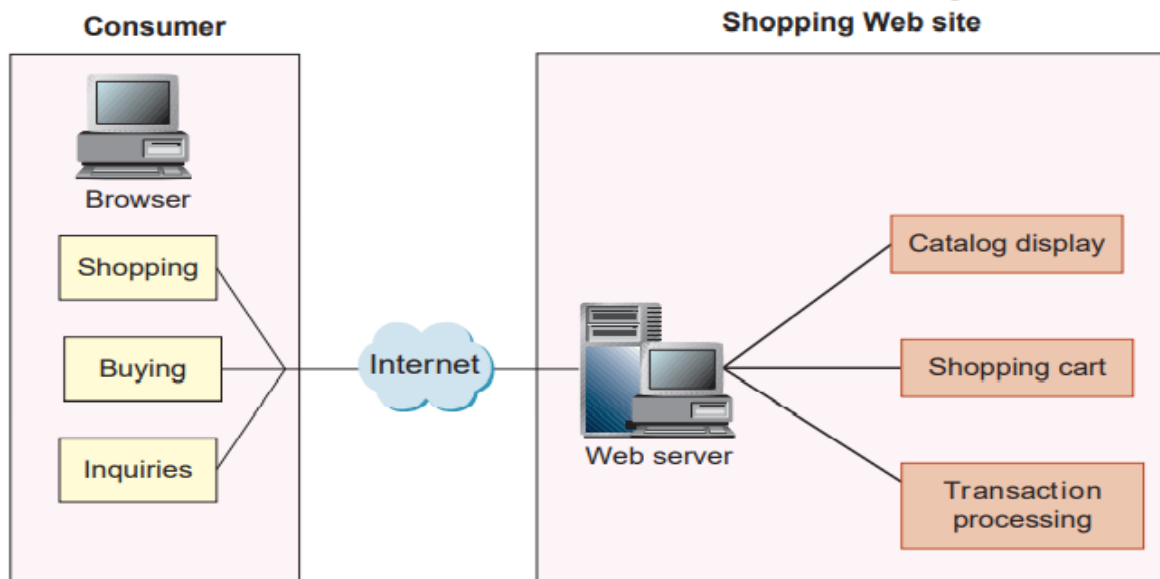 Consumer
Shopping Web site
Browser
Shopping
Buying
Inquiries
Internet
Web server
Catalog display
Shopping cart
Transaction
processing